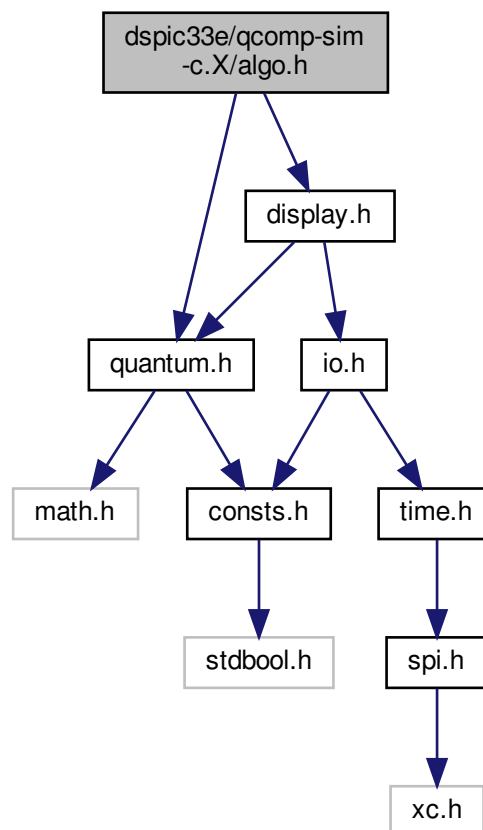 dspic33e/qcomp-sim
-c.X/algo.h
display.h
quantum.h
io.h
math.h
consts.h
time.h
stdbool.h
spi.h
xc.h